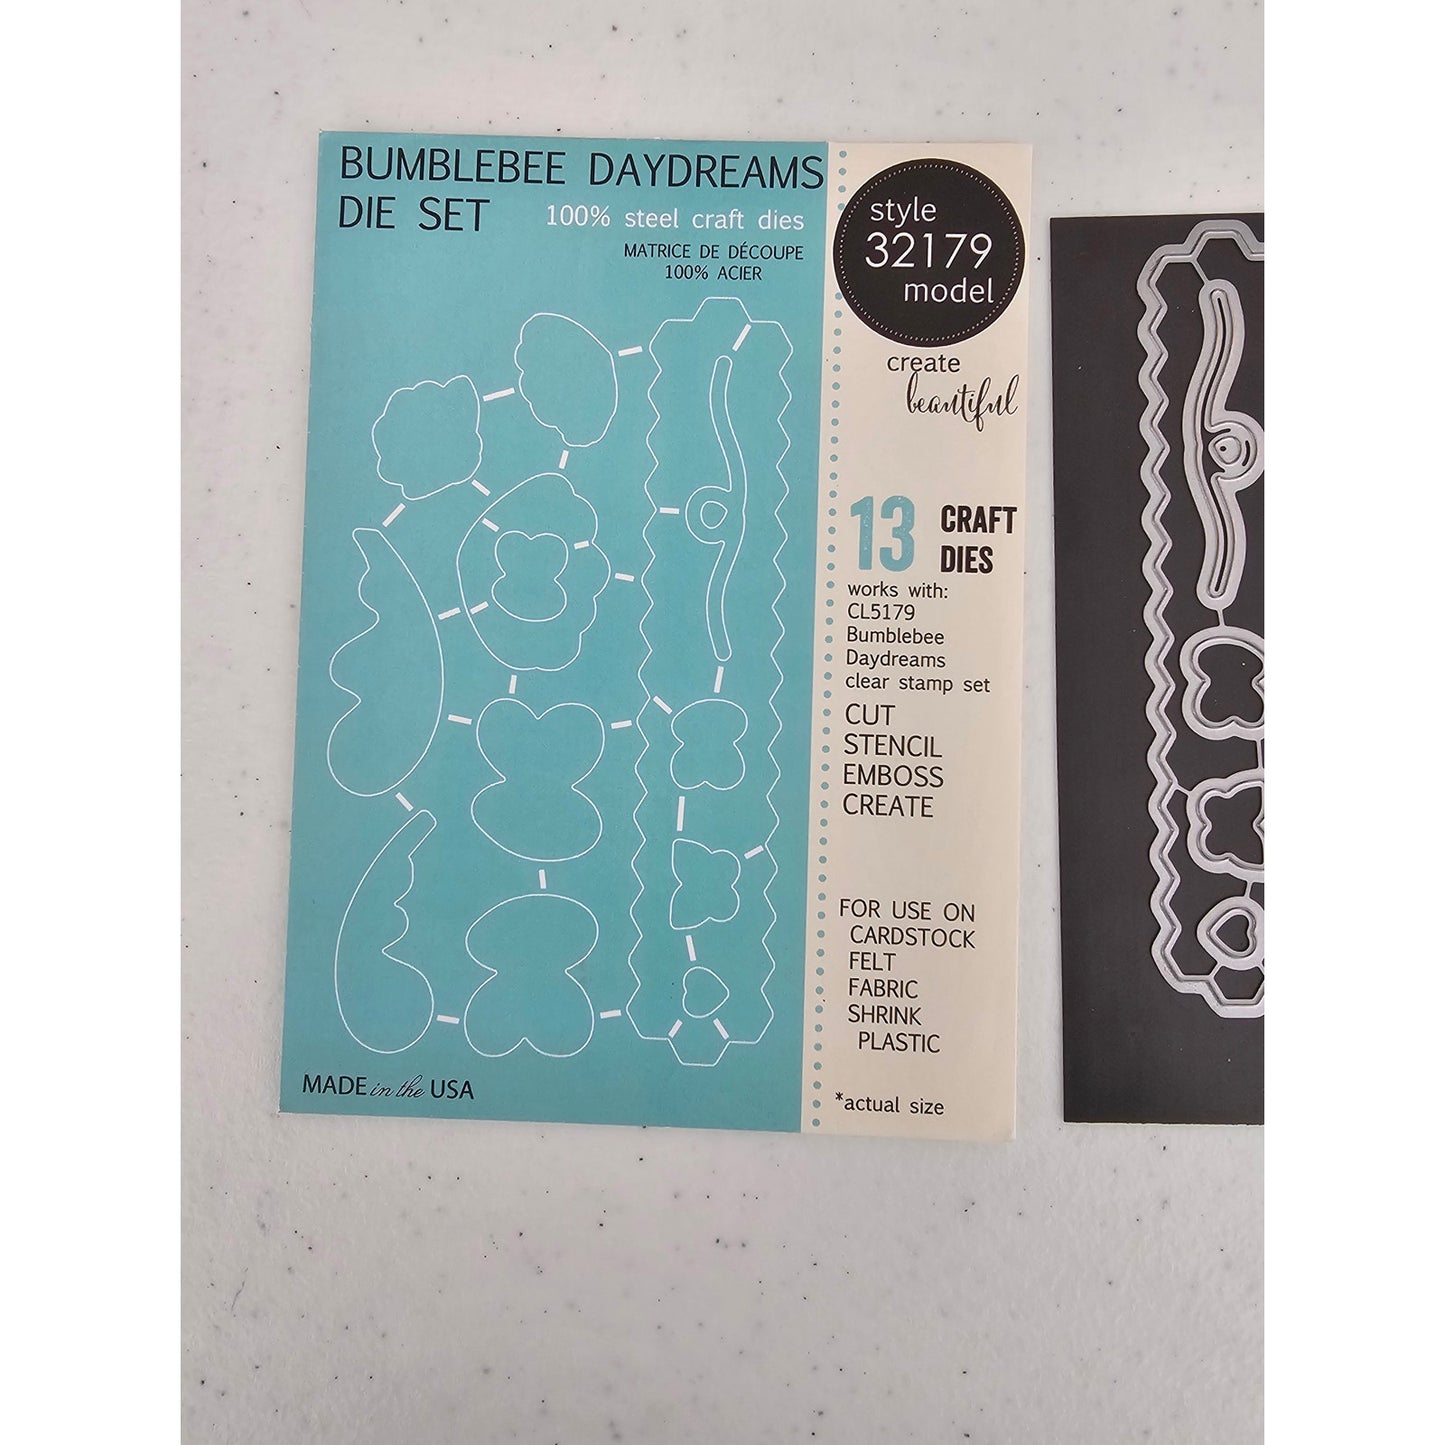 BUMBLEBEE DAYDREAMS
DIE SET
100% steel craft dies
MATRICE DE DÉCOUPE
100% ACIER
MADE in the USA
style
32179
model
create
beautiful
13 CRAFT
DIES
works with:
CL5179
Bumblebee
Daydreams
clear stamp set
CUT
STENCIL
EMBOSS
CREATE
FOR USE ON
CARDSTOCK
FELT
FABRIC
SHRINK
PLASTIC
*actual size